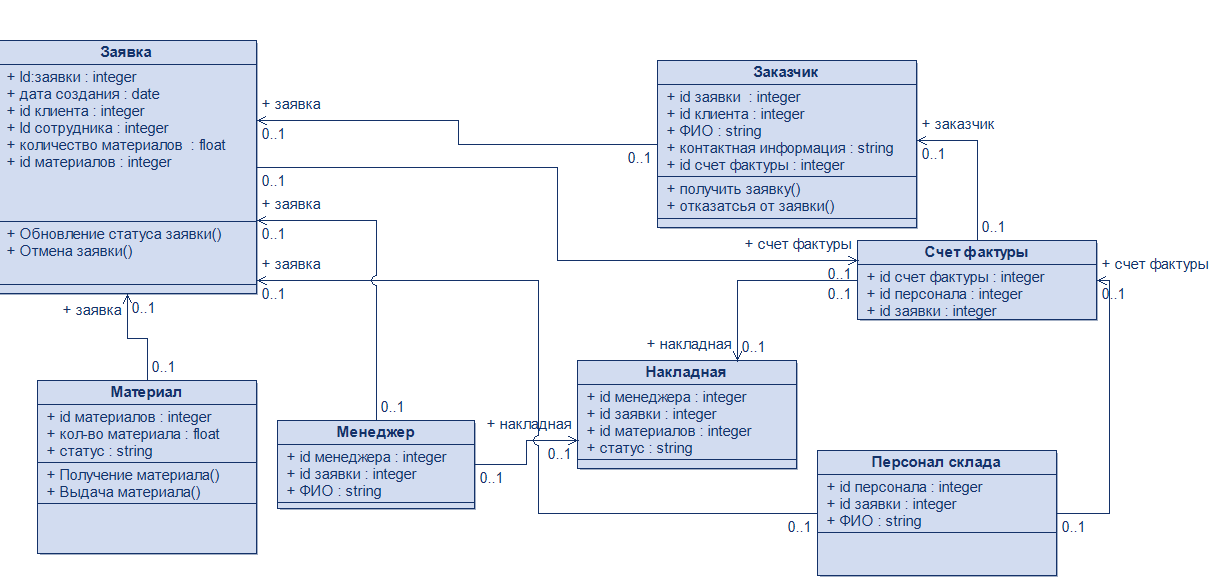 Заявка
+ Id:заявки : integer
+ дата создания : date
+ id клиента : integer
+ Id сотрудника : integer
+ количество материалов : float
+ id материалов : integer
+ Обновление статуса заявки()
+ Отмена заявки()
+ заявка
0..1
0..1
+ заявка
0..1
+ заявка
0..1
+ заявка
0..1
0..1
Заказчик
+ id заявки : integer
+ id клиента : integer
+ ФИО : string
+ контактная информация : string
+ id счет фактуры : integer
+ получить заявку()
+ отказаться от заявки()
0..1
+ заказчик
0..1
0..1
+ счет фактуры
0..1
0..1
Счет фактуры
+ id счет фактуры : integer
+ id персонала : integer
+ id заявки : integer
+ счет фактуры
0..1
+ накладная
0..1
Материал
+ id материалов : integer
+ кол-во материала : float
+ статус : string
+ Получение материала()
+ Выдача материала()
0..1
Менеджер
+ id менеджера : integer
+ id заявки : integer
+ ФИО : string
+ накладная
0..1
0..1
Накладная
+ id менеджера : integer
+ id заявки : integer
+ id материалов : integer
+ статус : string
Персонал склада
+ id персонала : integer
+ id заявки : integer
+ ФИО : string
0..1
0..1